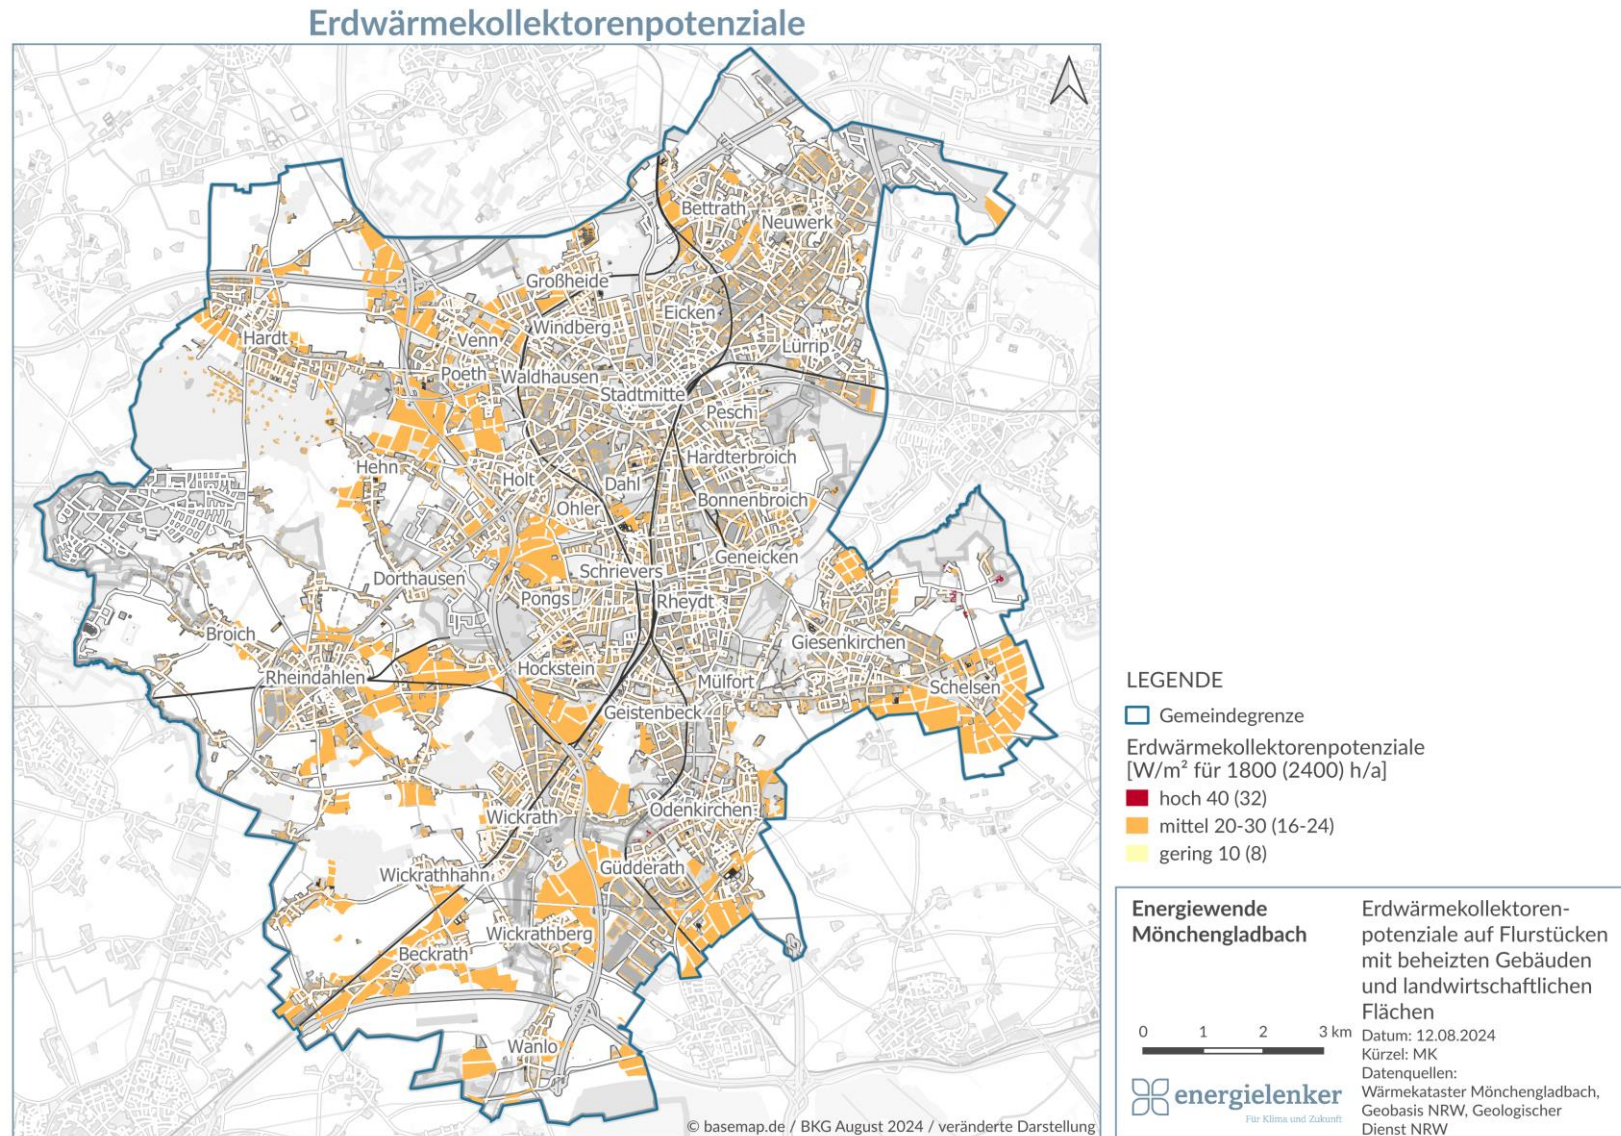 Erdwärmekollektorenpotenziale
Bettrath
Neuwerk
Großheide
Eicken
Windberg
Hardt
Venn
Lürrip
Poeth
Waldhausen
Stadtmitte
Pesch
Hardterbroich
Hehn
Holt
Dahl
Bonnenbroich
Ohler
Geneicken
Schrievers
Dorthausen
Pongs
Rheydt
Broich
Giesenkirchen
Hockstein
Rheindahlen
Mülfort
Schelsen
Geistenbeck
Odenkirchen
Wickrath
Güdderath
Wickrathhahn
Wickrathberg
Beckrath
Wanlo
© basemap.de / BKG August 2024 / veränderte Darstellung
LEGENDE
Gemeindegrenze
Erdwärmekollektorenpotenziale
[W/m² für 1800 (2400) h/a]
hoch 40 (32)
mittel 20-30 (16-24)
gering 10 (8)
Energiewende
Mönchengladbach
0 1 2 3 km
energielenker
Für Klima und Zukunft
Erdwärmekollektoren-
potenziale auf Flurstücken
mit beheizten Gebäuden
und landwirtschaftlichen
Flächen
Datum: 12.08.2024
Kürzel: MK
Datenquellen:
Wärmekataster Mönchengladbach,
Geobasis NRW, Geologischer
Dienst NRW